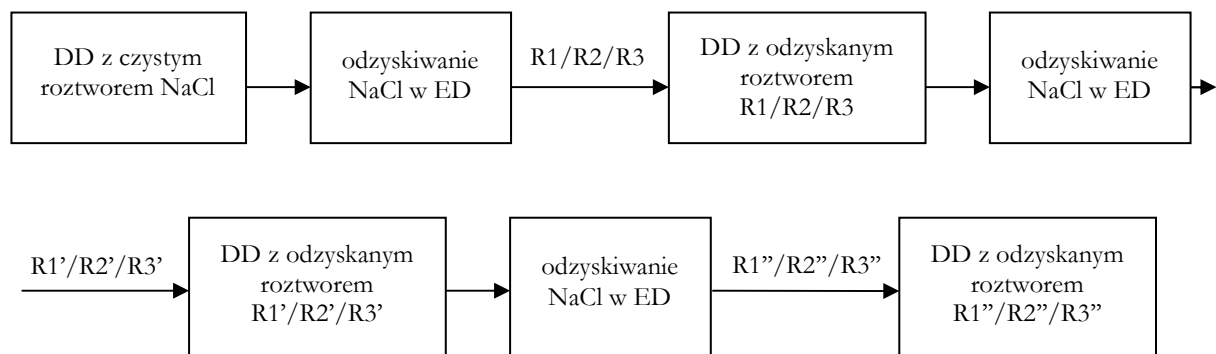 DD z czystym
roztworem NaCl
odzyskiwanie
NaCl w ED
R1/R2/R3
DD z odzyskanym
roztworem
R1/R2/R3
odzyskiwanie
NaCl w ED
R1’/R2’/R3’
DD z odzyskanym
roztworem
R1’/R2’/R3’
odzyskiwanie
NaCl w ED
R1”/R2”/R3”
DD z odzyskanym
roztworem
R1”/R2”/R3”